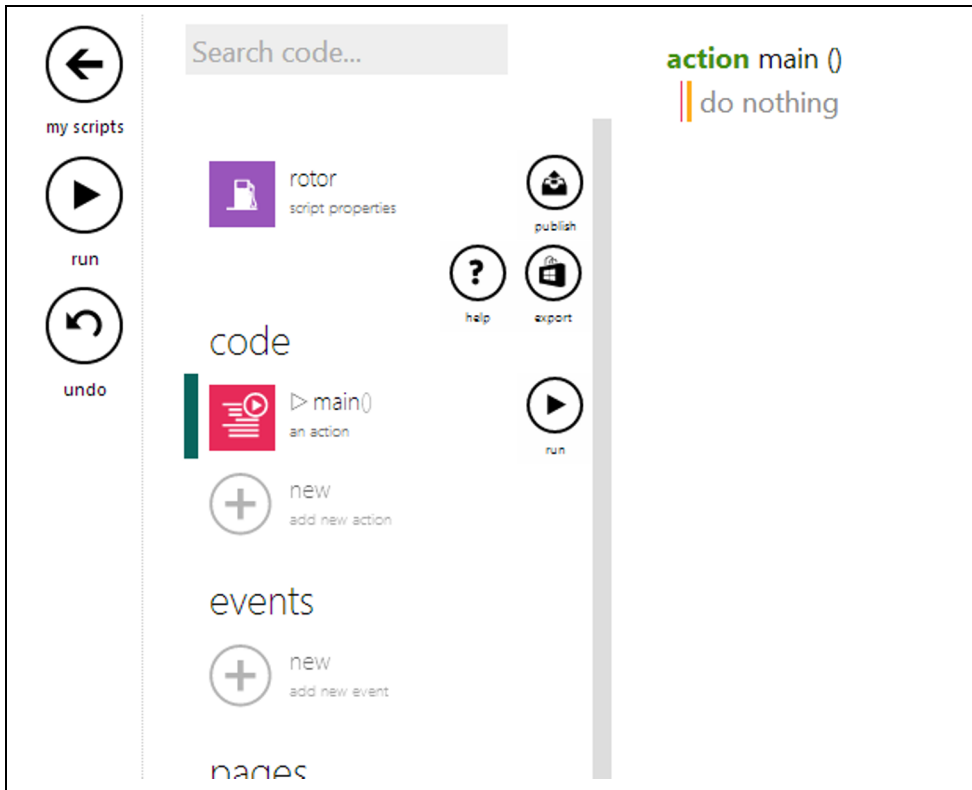 my scripts
run
undo
Search code...
rotor
script properties
publish
help
export
code
main()
an action
run
new
add new action
events
new
add new event
pages
action main ()
do nothing